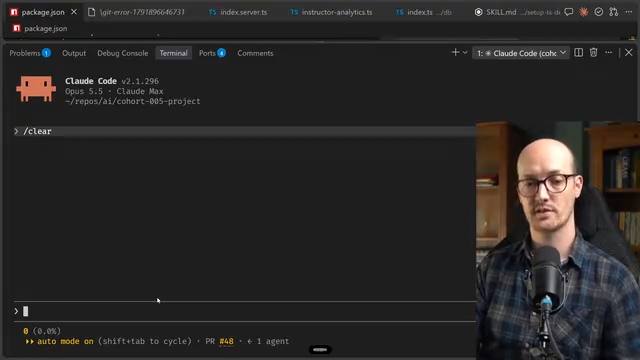 package.json
\git-error-1791896646731
index.server.ts
instructor-analytics.ts
index.ts .../db
SKILL.md .../setup-ts-d
package.json
Problems 1 Output Debug Console Terminal Ports 4 Comments
1: ✳ Claude Code (coho
Claude Code v2.1.296
Opus 5.5 · Claude Max
~/repos/ai/cohort-005-project
❯ /clear
❯
0 (0.0%)
⏵⏵ auto mode on (shift+tab to cycle) · PR #48 · ← 1 agent